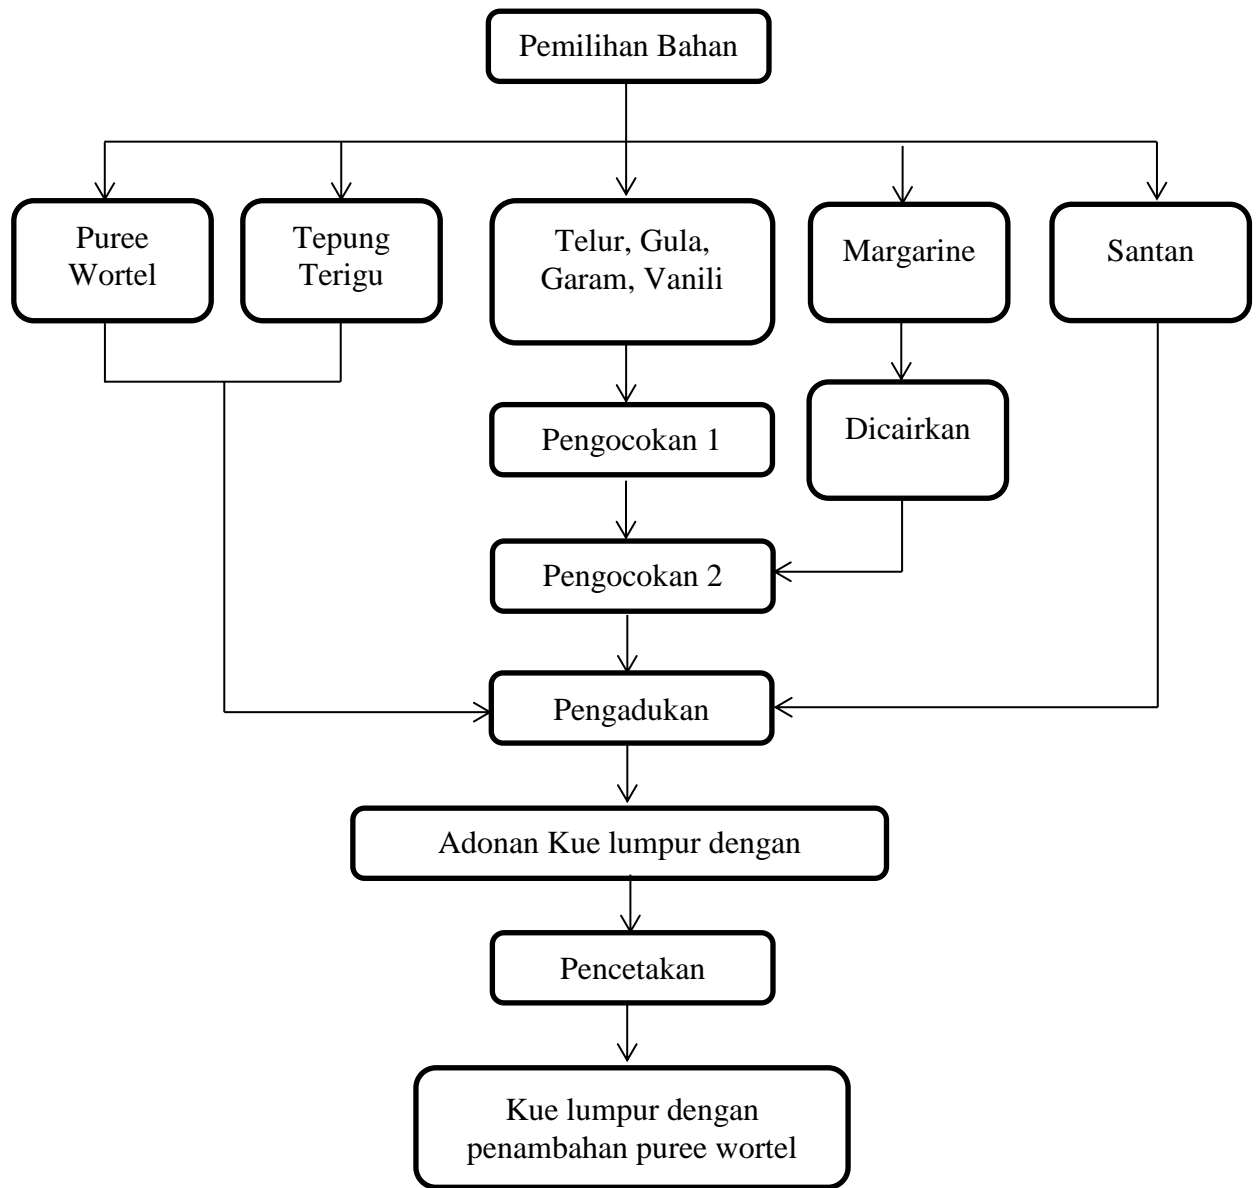 Pemilihan Bahan
Puree
Wortel
Tepung
Terigu
Telur, Gula,
Garam, Vanili
Margarine
Santan
Pengocokan 1
Dicairkan
Pengocokan 2
Pengadukan
Adonan Kue lumpur dengan
Pencetakan
Kue lumpur dengan
penambahan puree wortel